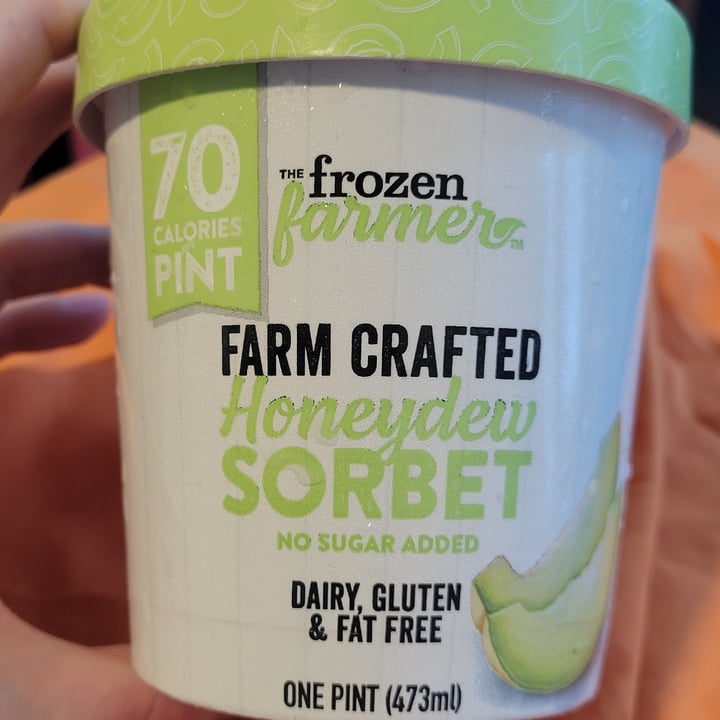 70
CALORIES
PINT
THE frozen
farmer™
FARM CRAFTED
Honeydew
SORBET
NO SUGAR ADDED
DAIRY, GLUTEN
& FAT FREE
ONE PINT (473ml)